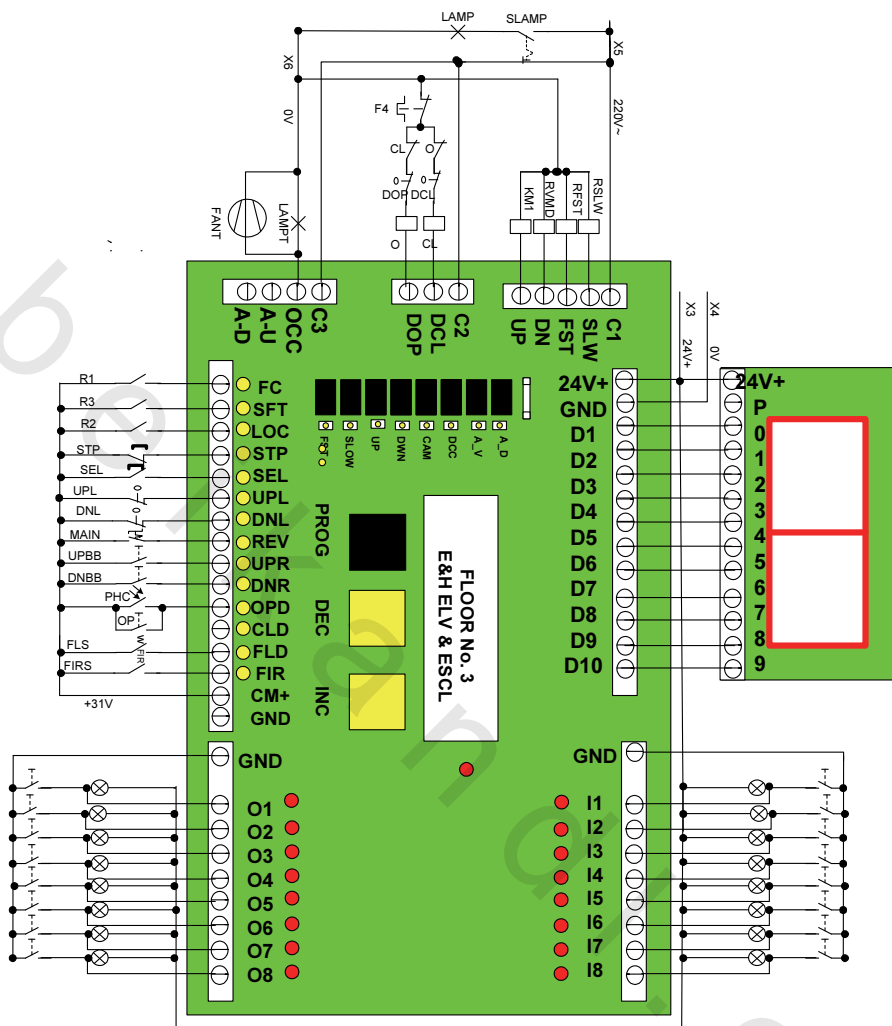 LAMP
SLAMP
X6
X5
0V
220V~
F4
CL
O
0
0
DOP
DCL
O
CL
FANT
LAMPT
KM1
RVMD
RFST
RSLW
A-D
A-U
OCC
C3
DOP
DCL
C2
UP
DN
FST
SLW
C1
X3
X4
24V+
0V
R1
R3
R2
STP
SEL
UPL
DNL
MAIN
UPBB
DNBB
PHC
OP
FLS
FIRS
FIR
+31V
0
0
FC
SFT
LOC
STP
SEL
UPL
DNL
REV
UPR
DNR
OPD
CLD
FLD
FIR
CM+
GND
SLOW
UP
DWN
CAM
DCC
A_V
A_D
PROG
DEC
INC
FLOOR No. 3
E&H ELV & ESCL
24V+
GND
D1
D2
D3
D4
D5
D6
D7
D8
D9
D10
24V+
P
0
1
2
3
4
5
6
7
8
9
GND
O1
O2
O3
O4
O5
O6
O7
O8
GND
I1
I2
I3
I4
I5
I6
I7
I8